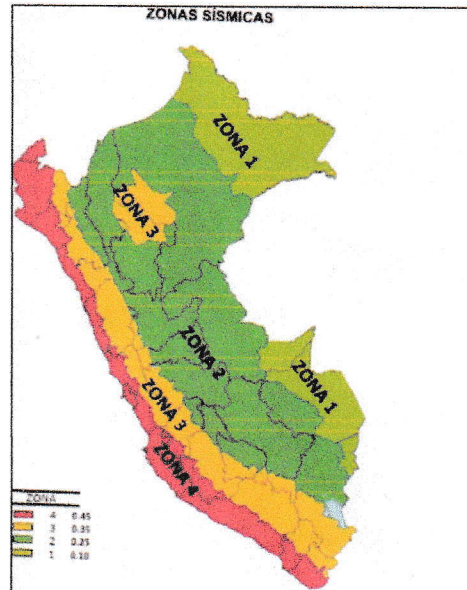 ZONAS SÍSMICAS
ZONA 1
ZONA 3
ZONA 2
ZONA 1
ZONA 3
ZONA 4
ZONA
4 0.45
3 0.35
2 0.25
1 0.10